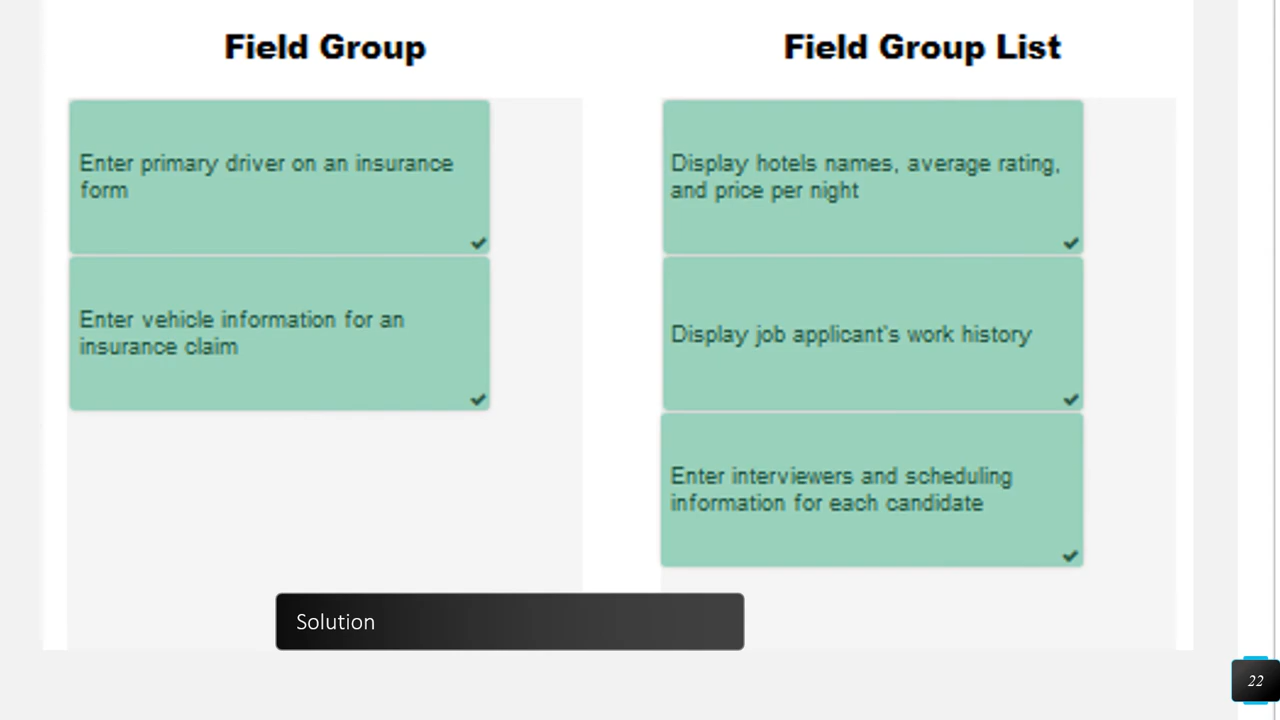 Field Group
Field Group List
Enter primary driver on an insurance
form
Display hotels names, average rating,
and price per night
Enter vehicle information for an
insurance claim
Display job applicant's work history
Enter interviewers and scheduling
information for each candidate
Solution
22